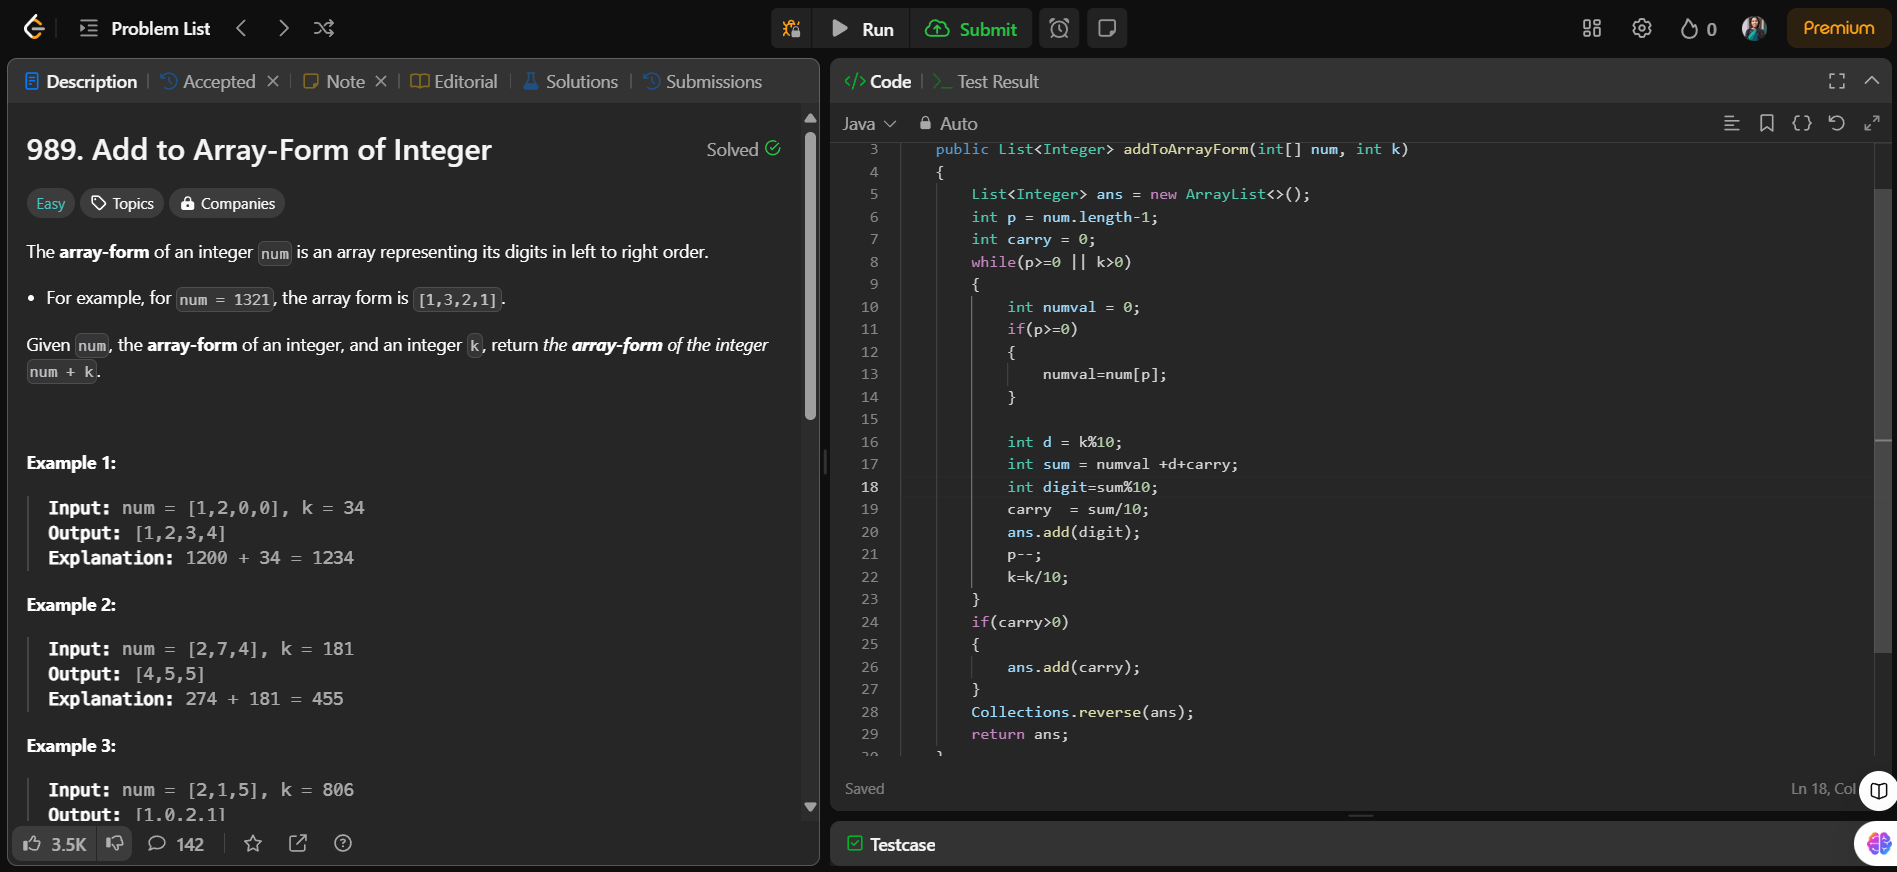 Problem List
Run
Submit
0
Premium
Description
Accepted
Note
Editorial
Solutions
Submissions
989. Add to Array-Form of Integer
Solved
Easy
Topics
Companies
The array-form of an integer num is an array representing its digits in left to right order.
• For example, for num = 1321, the array form is [1,3,2,1].
Given num, the array-form of an integer, and an integer k, return the array-form of the integer
num + k.
Example 1:
Input: num = [1,2,0,0], k = 34
Output: [1,2,3,4]
Explanation: 1200 + 34 = 1234
Example 2:
Input: num = [2,7,4], k = 181
Output: [4,5,5]
Explanation: 274 + 181 = 455
Example 3:
Input: num = [2,1,5], k = 806
Output: [1,0,2,1]
3.5K
142
</> Code
>_ Test Result
Java
Auto
3 public List<Integer> addToArrayForm(int[] num, int k)
4 {
5 List<Integer> ans = new ArrayList<>();
6 int p = num.length-1;
7 int carry = 0;
8 while(p>=0 || k>0)
9 {
10 int numval = 0;
11 if(p>=0)
12 {
13 numval=num[p];
14 }
15
16 int d = k%10;
17 int sum = numval +d+carry;
18 int digit=sum%10;
19 carry  = sum/10;
20 ans.add(digit);
21 p--;
22 k=k/10;
23 }
24 if(carry>0)
25 {
26 ans.add(carry);
27 }
28 Collections.reverse(ans);
29 return ans;
30 }
Saved
Ln 18, Col
Testcase